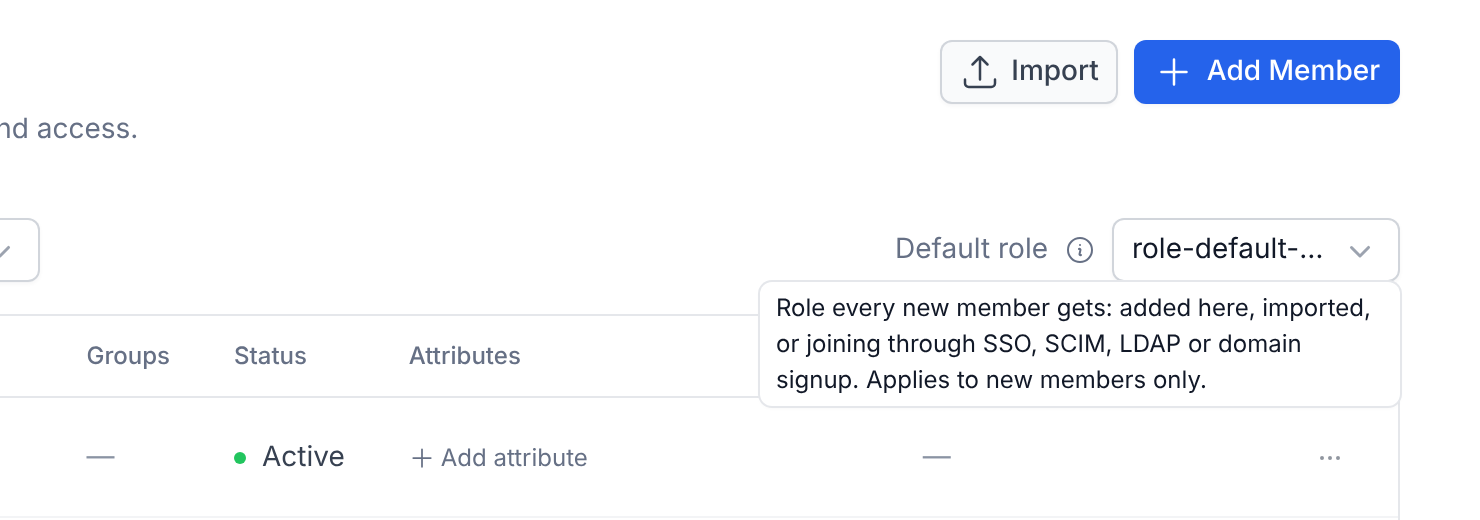 Import
Add Member
nd access.
Default role
role-default-...
Role every new member gets: added here, imported,
or joining through SSO, SCIM, LDAP or domain
signup. Applies to new members only.
Groups Status Attributes
— Active + Add attribute — ...